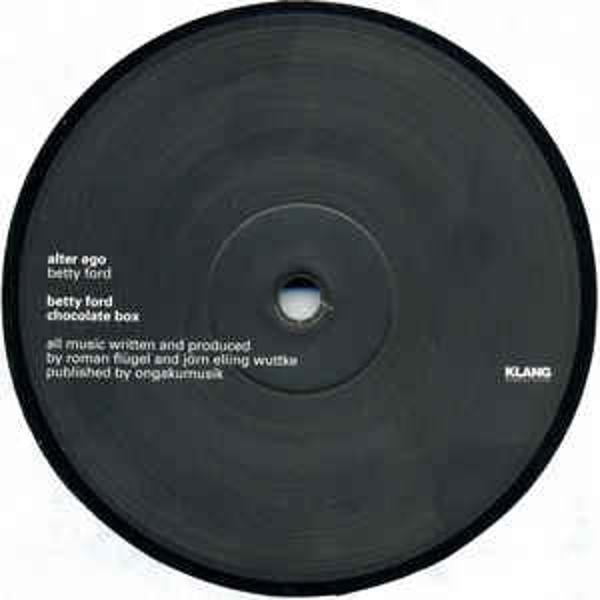 alter ego
betty ford
betty ford
chocolate box
all music written and produced
by roman flügel and jörn elling wuttke
published by ongakumusik
KLANG